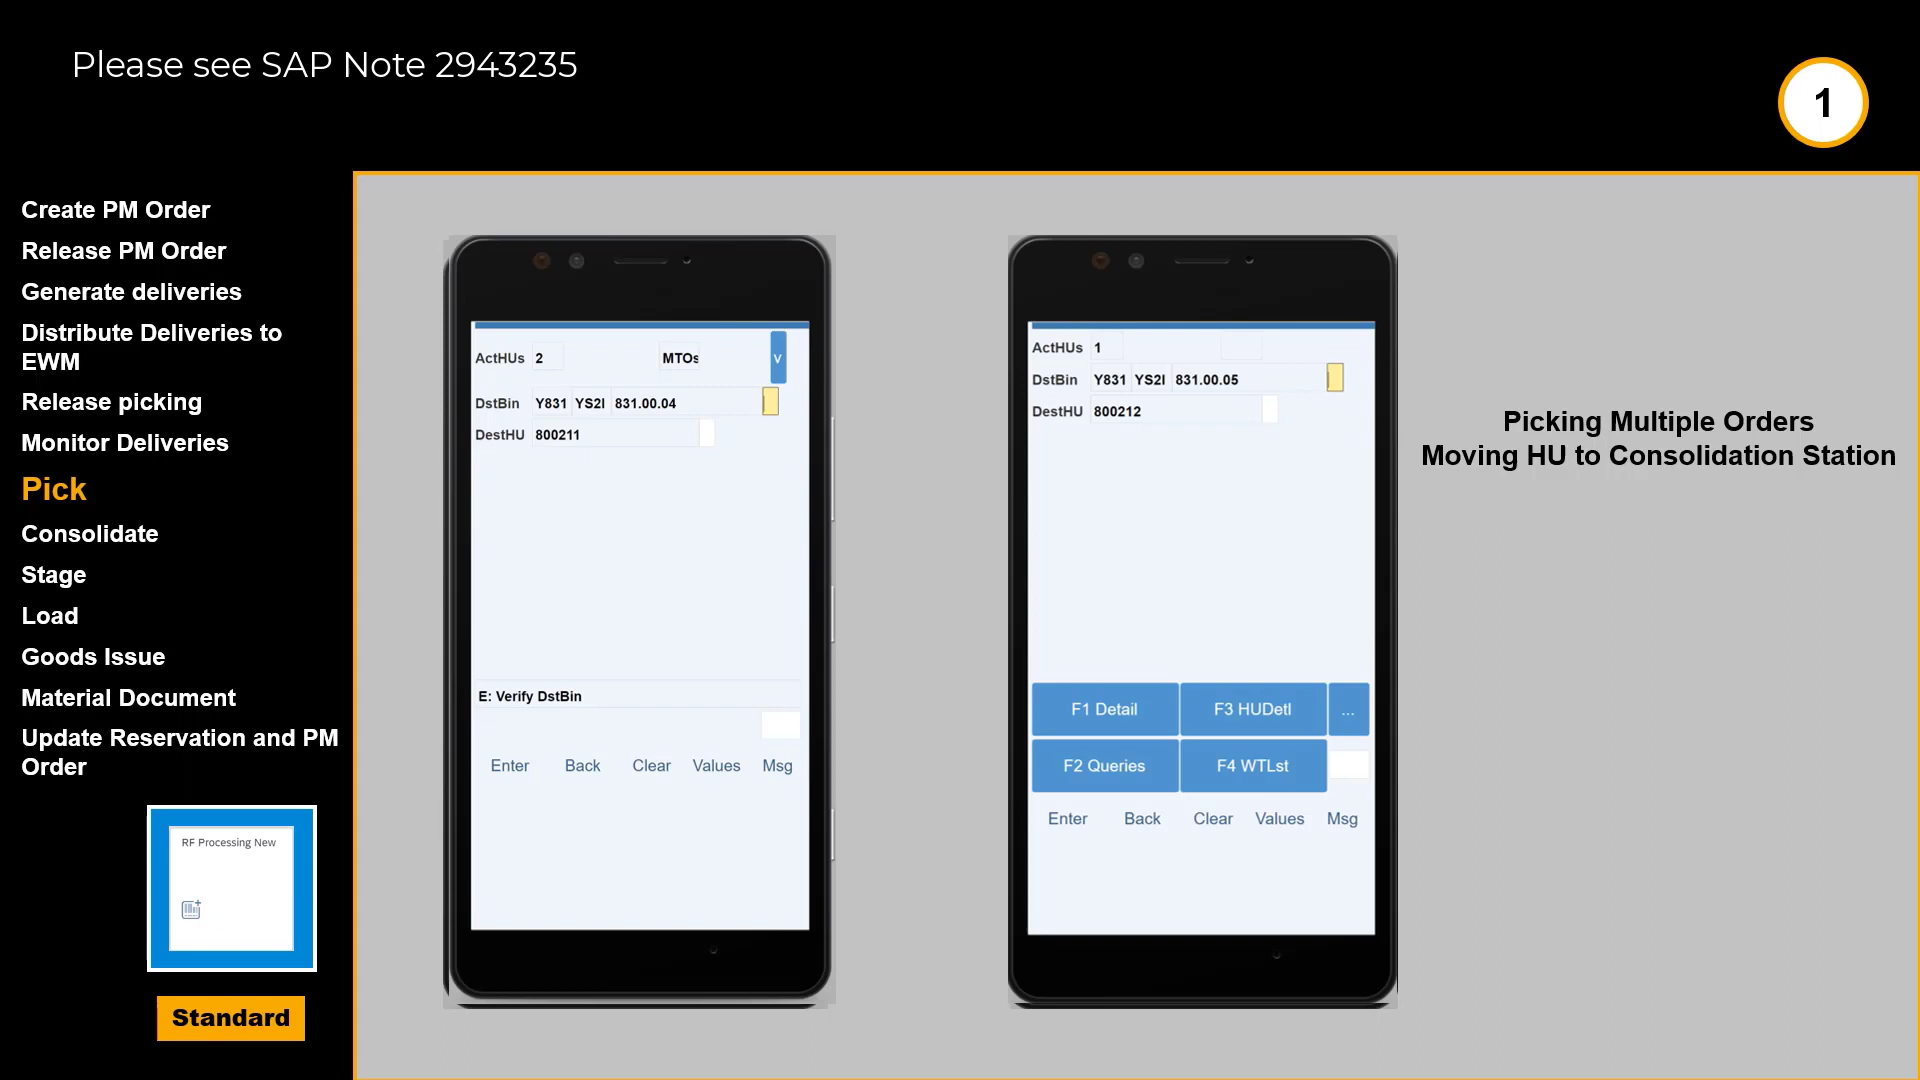 Please see SAP Note 2943235
1
Create PM Order
Release PM Order
Generate deliveries
Distribute Deliveries to
EWM
Release picking
Monitor Deliveries
Pick
Consolidate
Stage
Load
Goods Issue
Material Document
Update Reservation and PM
Order
RF Processing New
Standard
ActHUs 2 MTOs V
DstBin Y831 YS2I 831.00.04
DestHU 800211
E: Verify DstBin
Enter Back Clear Values Msg
ActHUs 1
DstBin Y831 YS2I 831.00.05
DestHU 800212
F1 Detail F3 HUDetl ...
F2 Queries F4 WTLst
Enter Back Clear Values Msg
Picking Multiple Orders
Moving HU to Consolidation Station